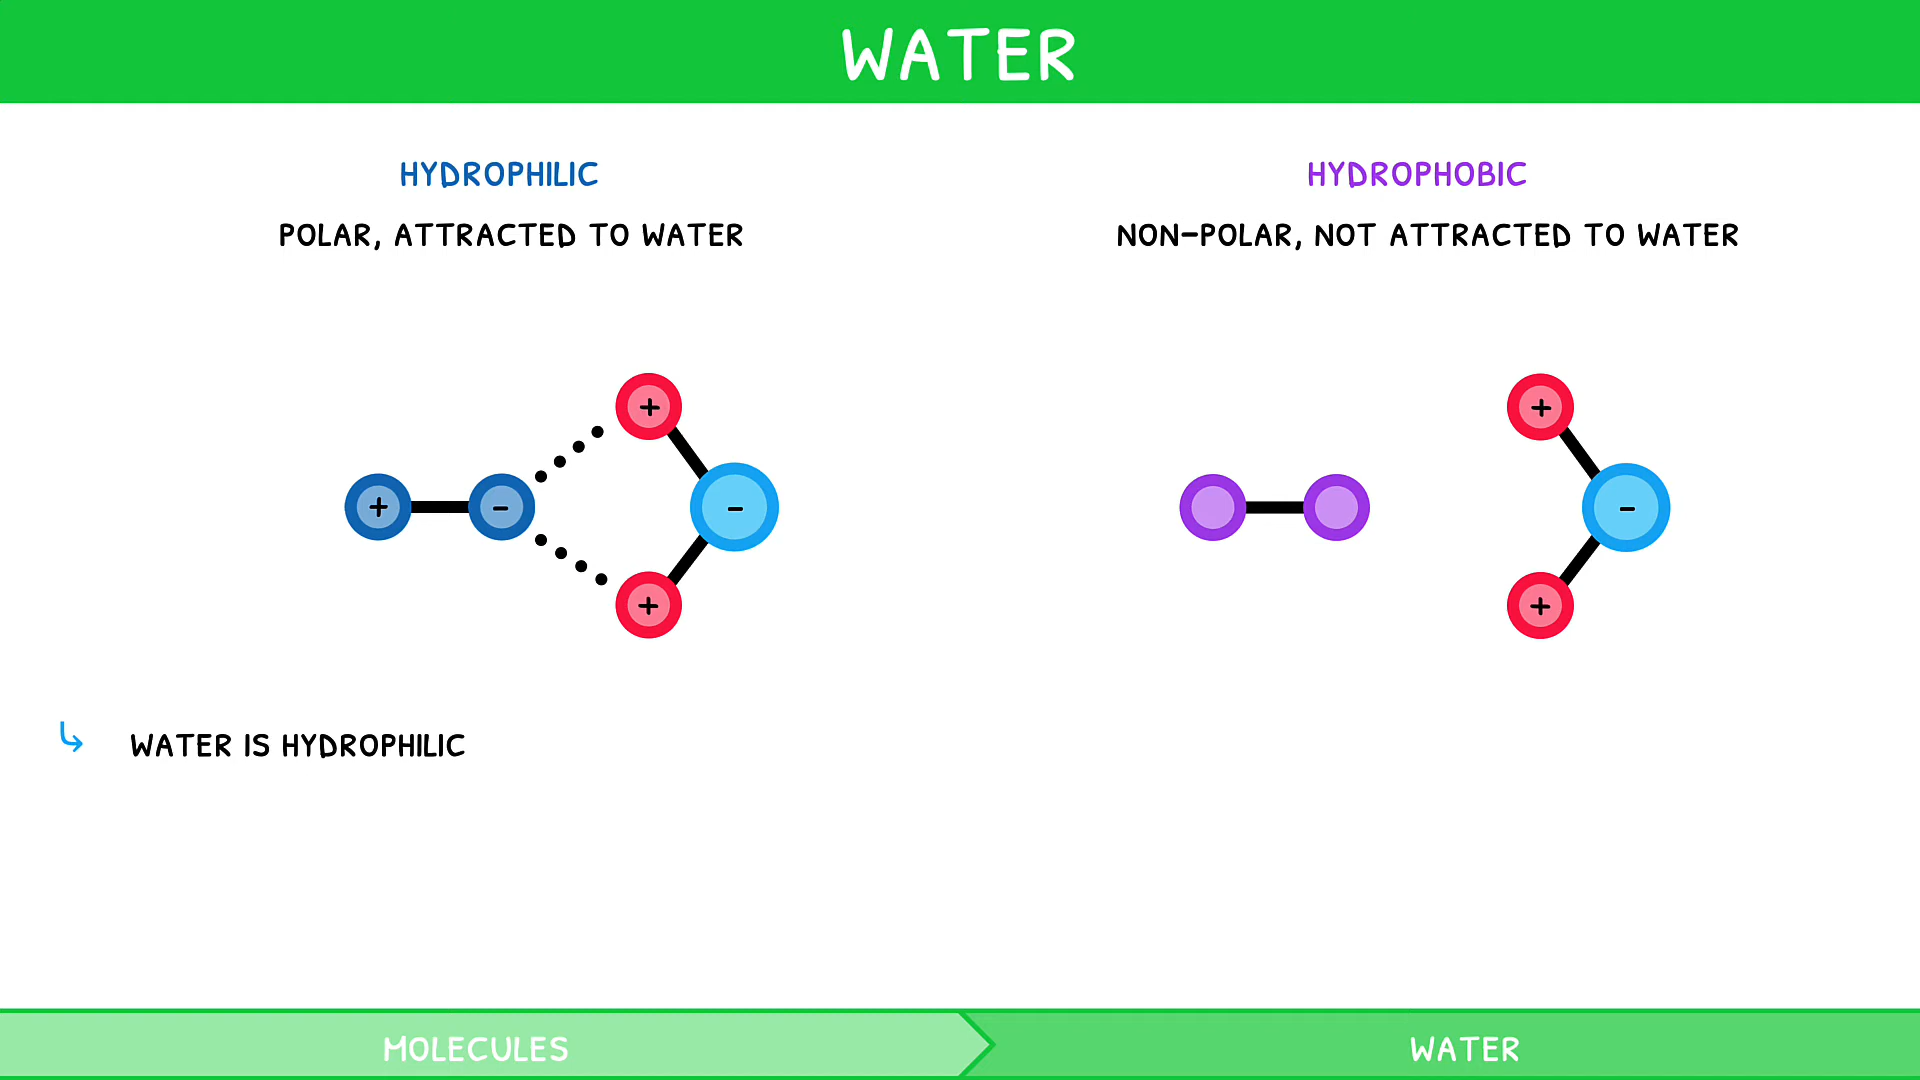 WATER
HYDROPHILIC
POLAR, ATTRACTED TO WATER
HYDROPHOBIC
NON-POLAR, NOT ATTRACTED TO WATER
+
+ -
-
+
+
-
+
WATER IS HYDROPHILIC
MOLECULES
WATER